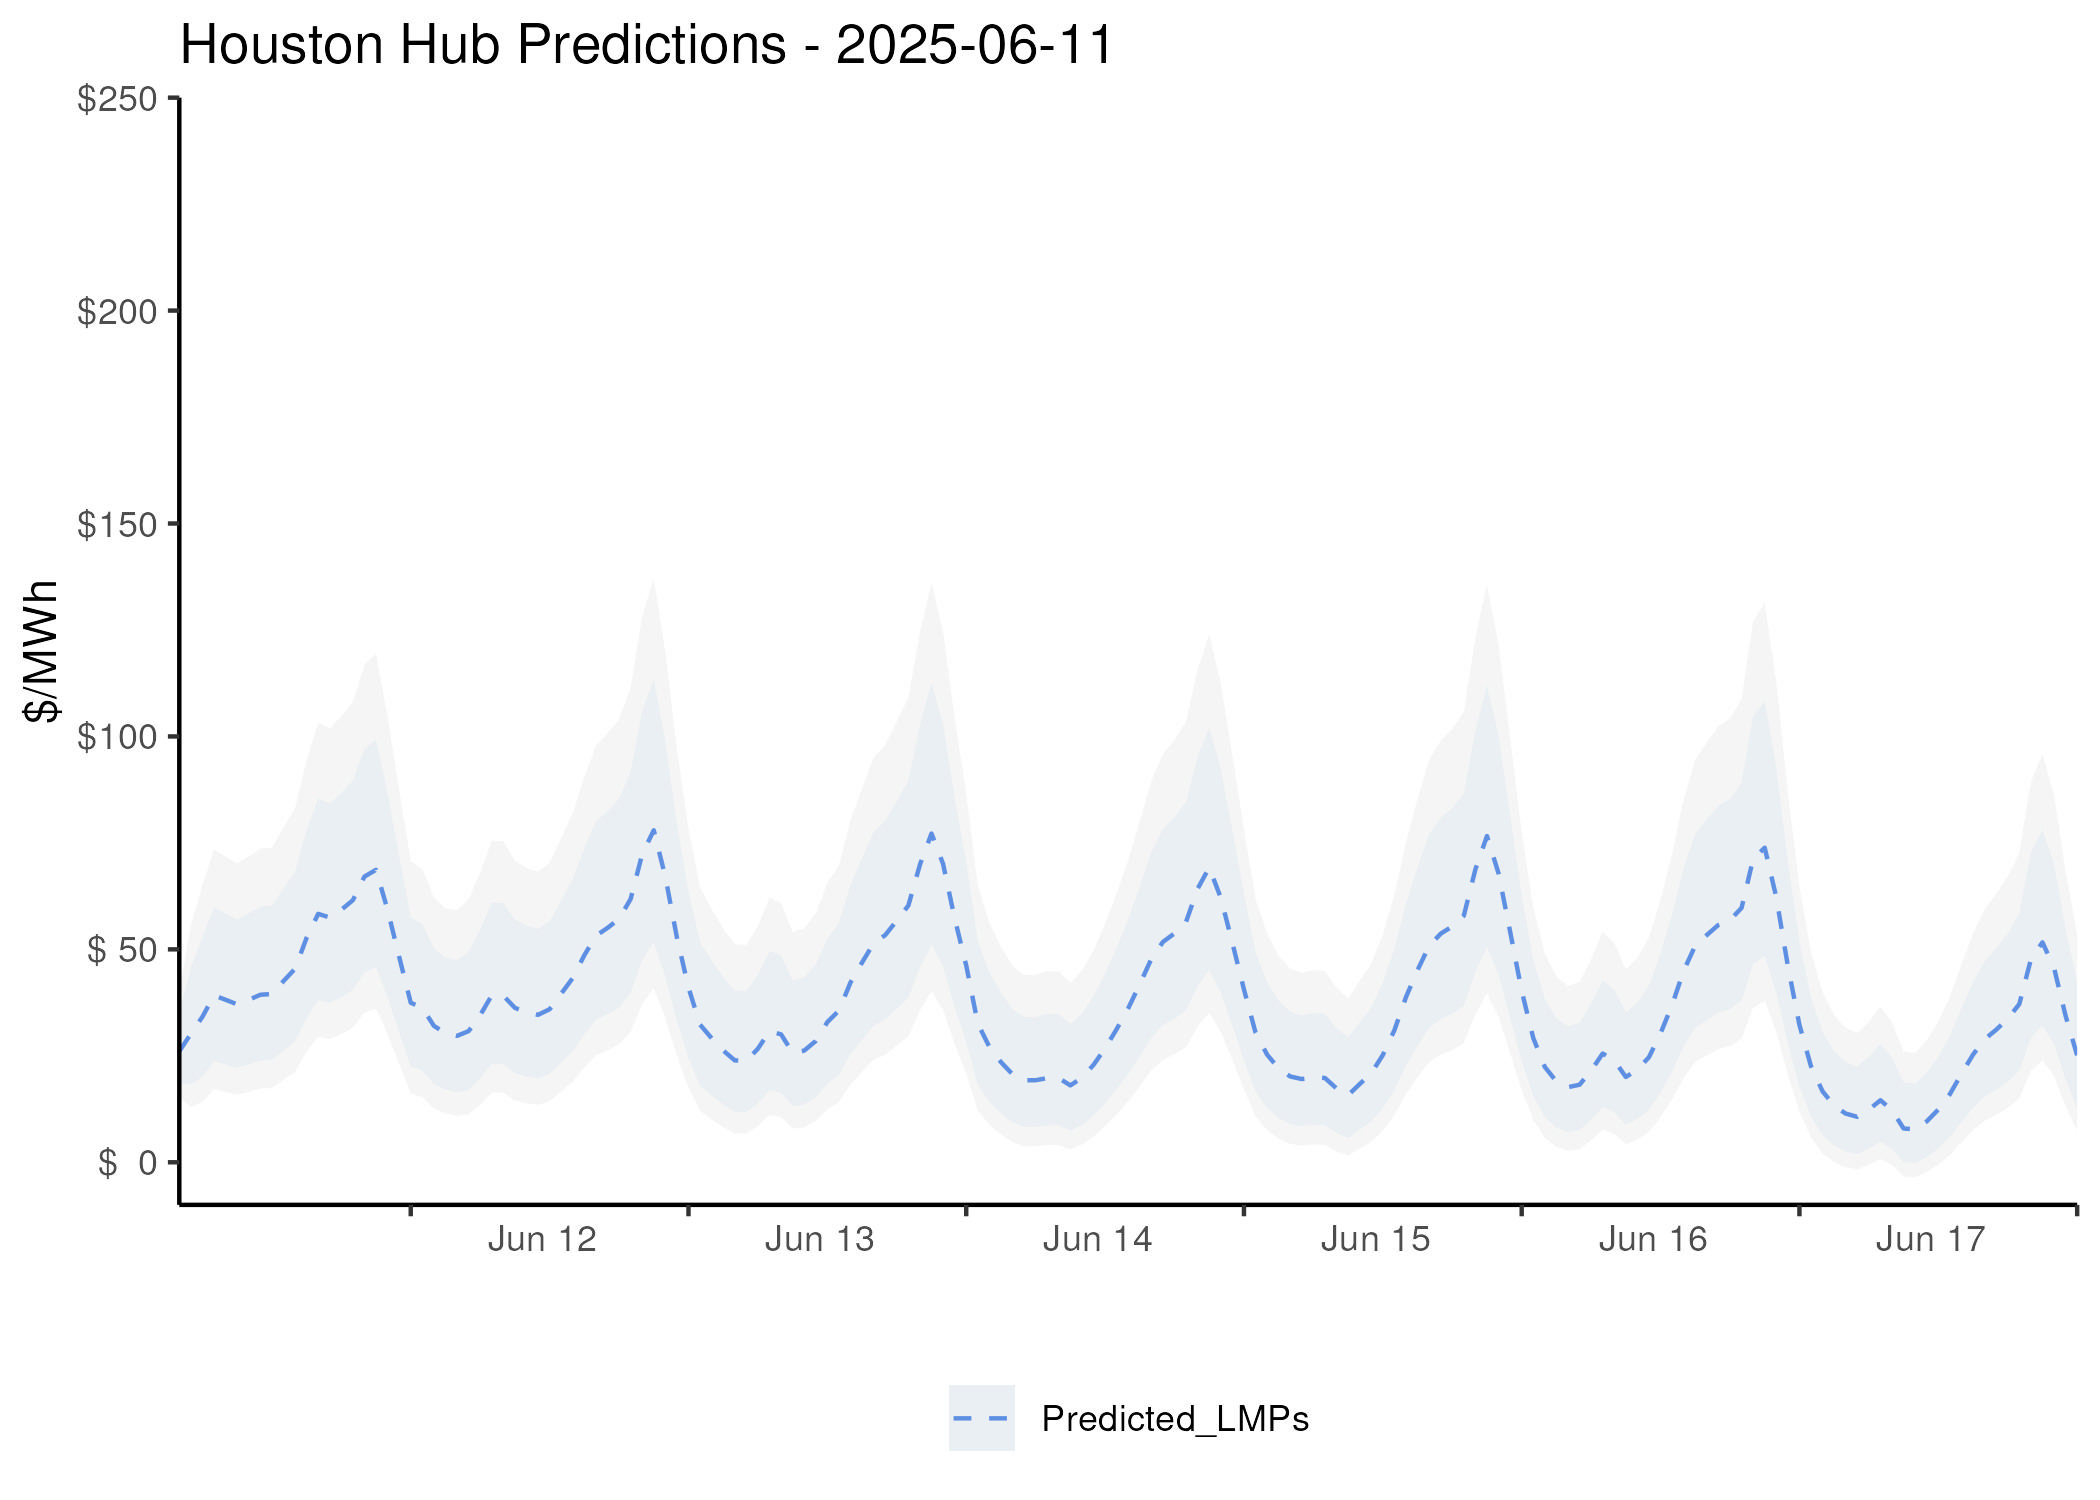 Houston Hub Predictions - 2025-06-11
$250
$200
$150
$100
$ 50
$  0
$/MWh
Jun 12 Jun 13 Jun 14 Jun 15 Jun 16 Jun 17
Predicted_LMPs